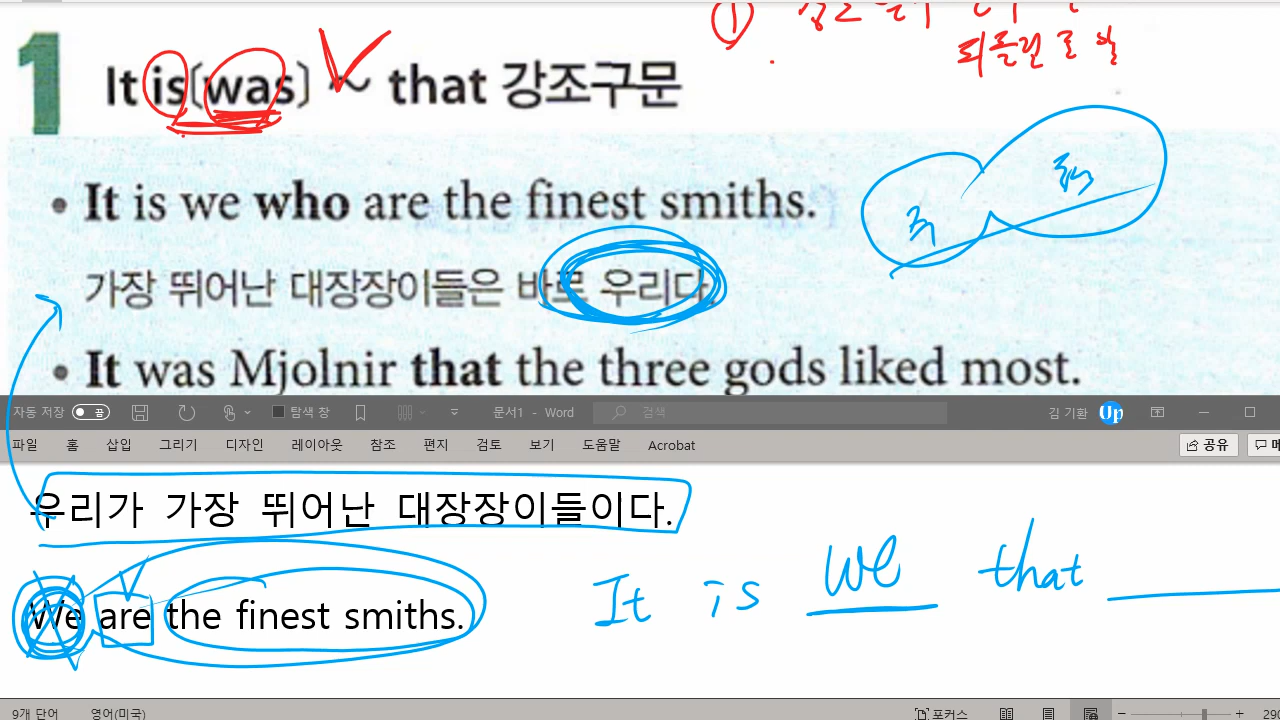 ①
1 It is(was) ~ that 강조구문
• It is we who are the finest smiths.
가장 뛰어난 대장장이들은 바로 우리다.
• It was Mjolnir that the three gods liked most.
자동 저장 끔 탐색 창 문서1 - Word 검색 김 기환 Up
파일 홈 삽입 그리기 디자인 레이아웃 참조 편지 검토 보기 도움말 Acrobat 공유
우리가 가장 뛰어난 대장장이들이다.
We are the finest smiths.
It is we that
9개 단어 영어(미국) 포커스